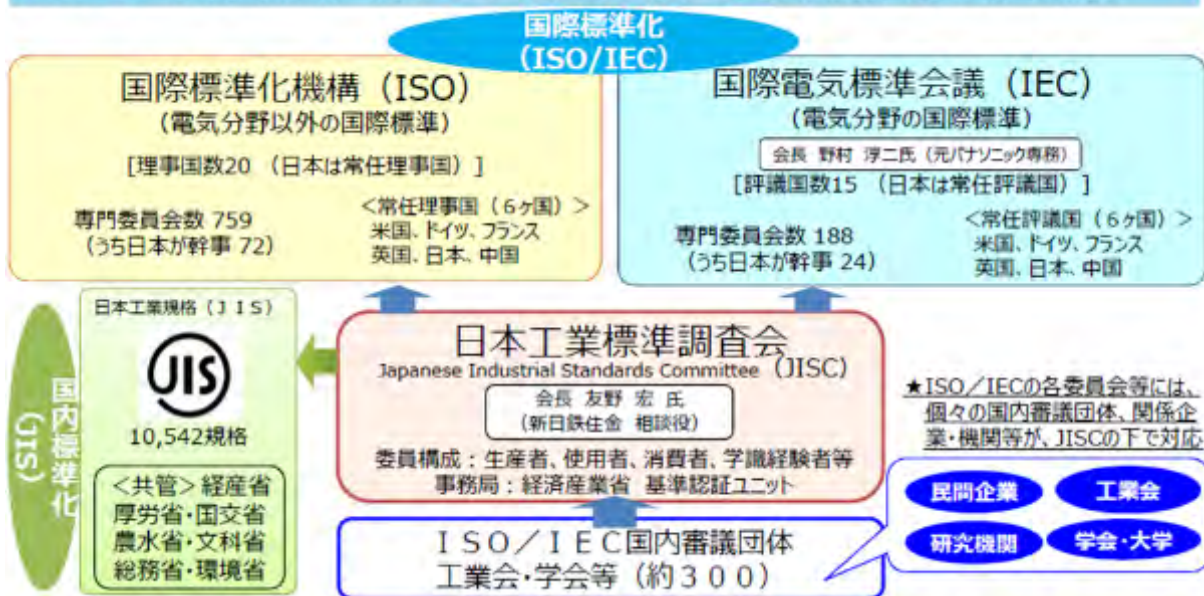 国際標準化
(ISO/IEC)
国際標準化機構（ISO）
（電気分野以外の国際標準）
[理事国数20 （日本は常任理事国）]
専門委員会数 759
（うち日本が幹事 72）
＜常任理事国（6ヶ国）＞
米国、ドイツ、フランス
英国、日本、中国
国際電気標準会議（IEC）
（電気分野の国際標準）
会長 野村 淳二氏（元パナソニック専務）
[評議国数15 （日本は常任評議国）]
専門委員会数 188
（うち日本が幹事 24）
＜常任評議国（6ヶ国）＞
米国、ドイツ、フランス
英国、日本、中国
国内標準化
(JIS)
日本工業規格（ＪＩＳ）
JIS
10,542規格
＜共管＞経産省
厚労省・国交省
農水省・文科省
総務省・環境省
日本工業標準調査会
Japanese Industrial Standards Committee（JISC）
会長 友野 宏 氏
（新日鉄住金 相談役）
委員構成：生産者、使用者、消費者、学識経験者等
事務局：経済産業省 基準認証ユニット
ＩＳＯ／ＩＥＣ国内審議団体
工業会・学会等（約３００）
★ISO／IECの各委員会等には、
個々の国内審議団体、関係企
業・機関等が、JISCの下で対応
民間企業
工業会
研究機関
学会・大学